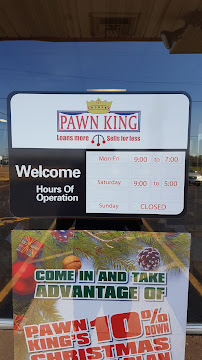 PAWN KING
Loans more Sells for less
Welcome
Hours Of
Operation
Mon-Fri 9:00 to 7:00
Saturday 9:00 to 5:00
Sunday CLOSED
COME IN AND TAKE
ADVANTAGE OF
PAWN
KING'S 10% DOWN
CHRISTMAS